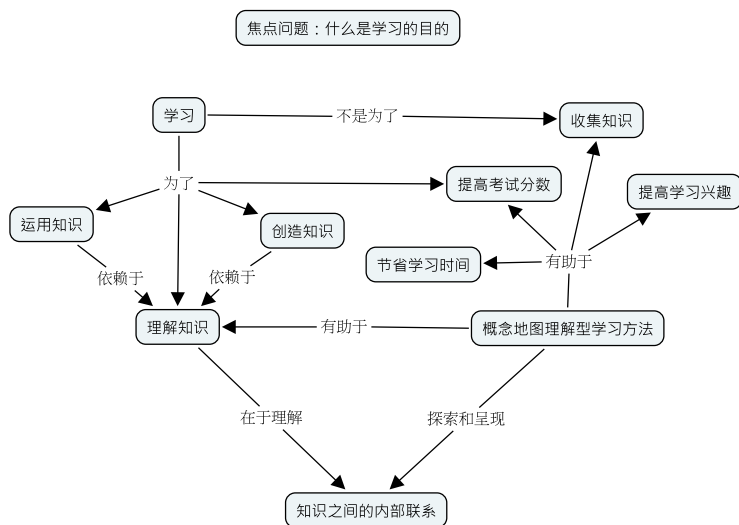 焦点问题：什么是学习的目的
学习
不是为了
收集知识
为了
提高考试分数
提高学习兴趣
运用知识
创造知识
节省学习时间
有助于
依赖于
依赖于
理解知识
有助于
概念地图理解型学习方法
在于理解
探索和呈现
知识之间的内部联系